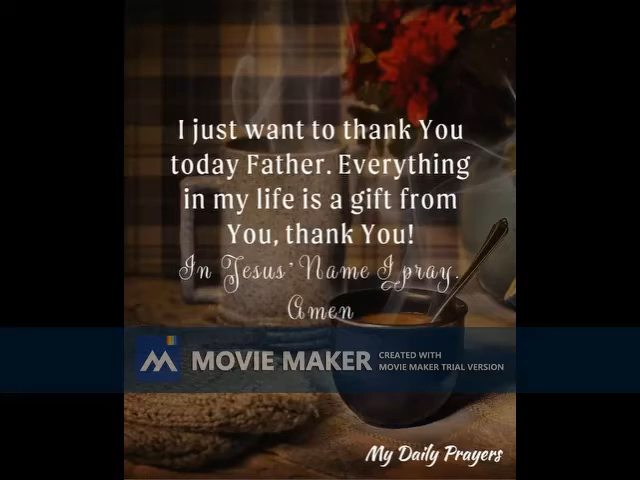 I just want to thank You
today Father. Everything
in my life is a gift from
You, thank You!
In Jesus' Name I pray.
Amen
MOVIE MAKER
CREATED WITH
MOVIE MAKER TRIAL VERSION
My Daily Prayers